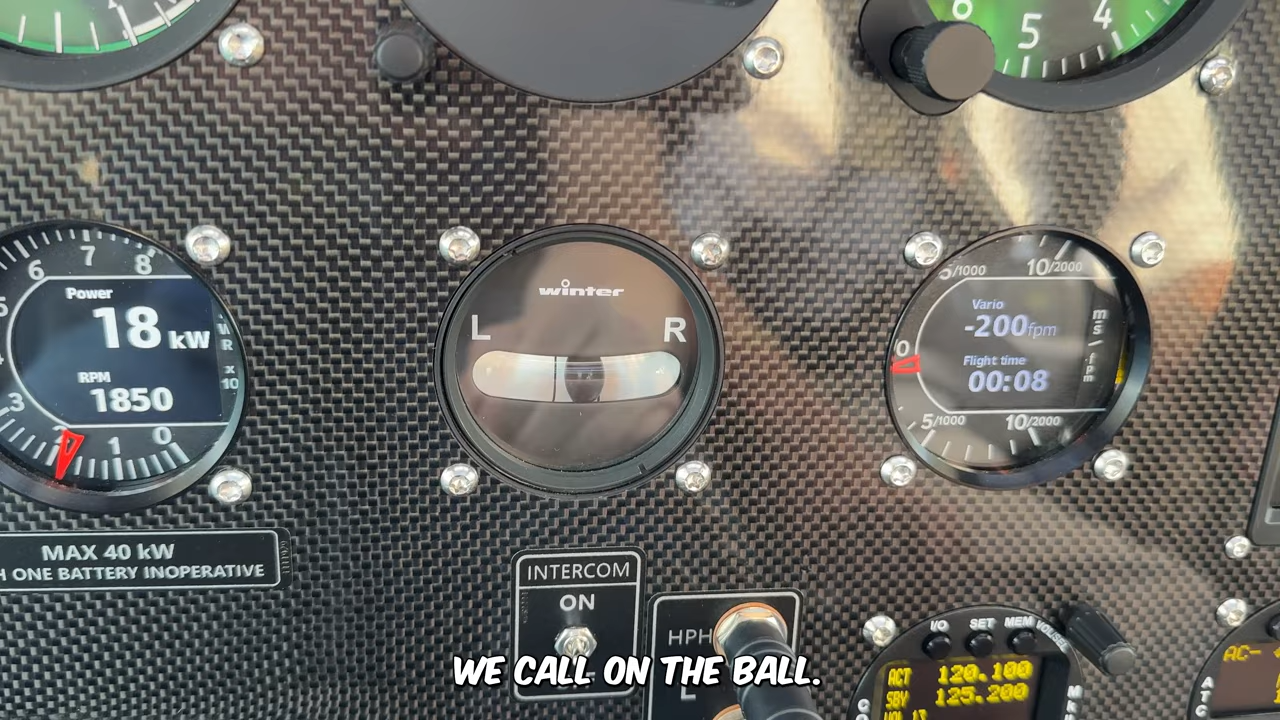 5 4
6 7 8
Power
18 kW
RPM
1850
3
1 0
x
10
MAX 40 kW
ONE BATTERY INOPERATIVE
winter
L R
5/1000 10/2000
Vario
-200fpm
Flight time
00:08
0
5/1000 10/2000
INTERCOM
ON
HPH
L
I/O SET MEM
ACT 120.100
SBY 125.200
AC-
WE CALL ON THE BALL.